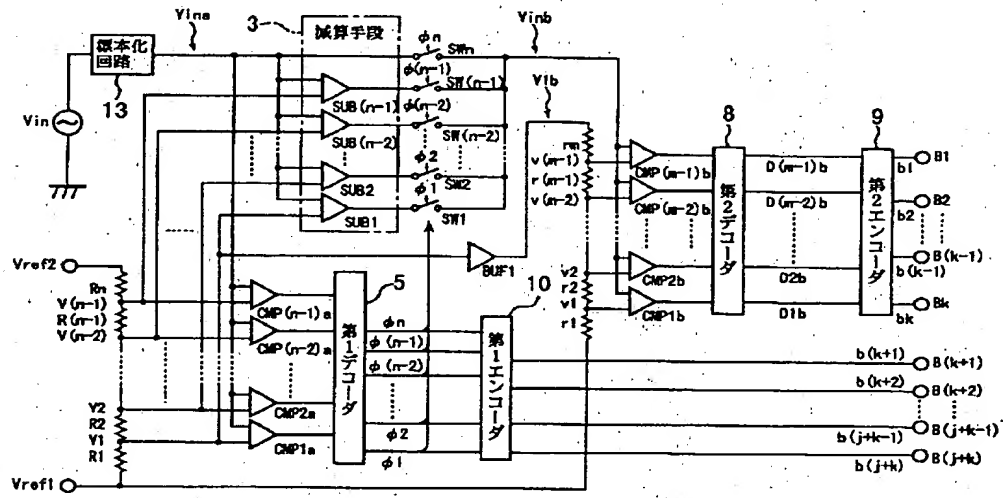 Vina
3
減算手段
φn
SWn
Vinb
標本化
回路
13
φ(n-1)
SW(n-1)
SUB(n-1)
φ(n-2)
SW(n-2)
SUB(n-2)
Vin
φ2
SW2
SUB2
φ1
SW1
SUB1
V1b
rm
v(m-1)
r(m-1)
v(m-2)
v2
r2
v1
r1
BUF1
CMP(m-1)b
CMP(m-2)b
CMP2b
CMP1b
8
第2デコーダ
D(m-1)b
D(m-2)b
D2b
D1b
9
第2エンコーダ
b1
B1
b2
B2
b(k-1)
B(k-1)
bk
Bk
Vref2
Rn
V(n-1)
R(n-1)
V(n-2)
V2
R2
V1
R1
Vref1
CMP(n-1)a
CMP(n-2)a
CMP2a
CMP1a
5
第1デコーダ
φn
φ(n-1)
φ(n-2)
φ2
φ1
10
第1エンコーダ
b(k+1)
B(k+1)
b(k+2)
B(k+2)
b(j+k-1)
B(j+k-1)
b(j+k)
B(j+k)